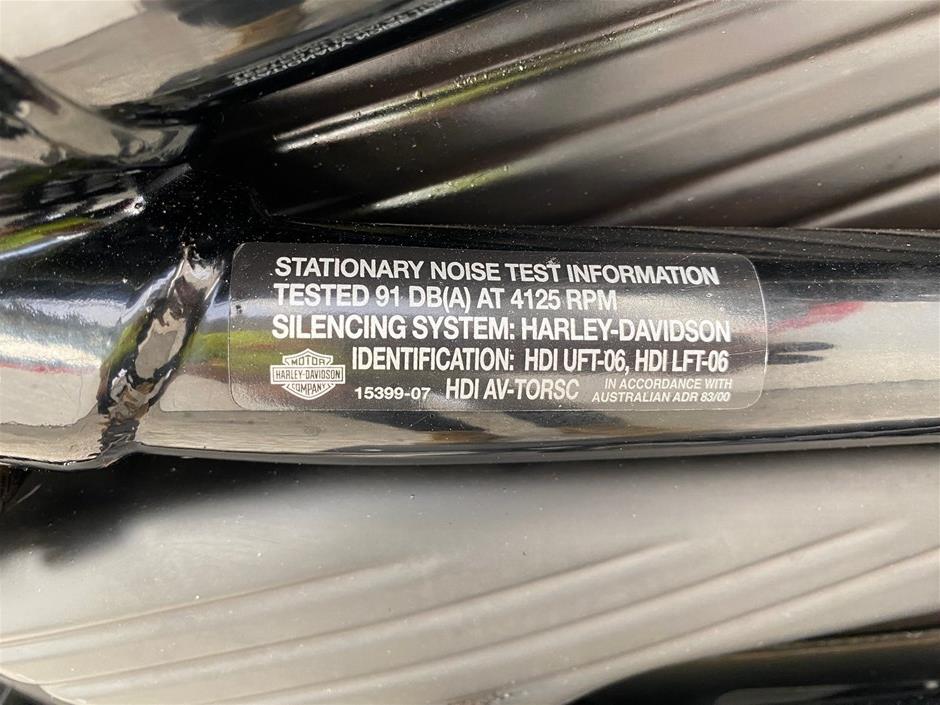 STATIONARY NOISE TEST INFORMATION
TESTED 91 DB(A) AT 4125 RPM
SILENCING SYSTEM: HARLEY-DAVIDSON
IDENTIFICATION: HDI UFT-06, HDI LFT-06
MOTOR
HARLEY-DAVIDSON
COMPANY
15399-07 HDI AV-TORSC
IN ACCORDANCE WITH
AUSTRALIAN ADR 83/00